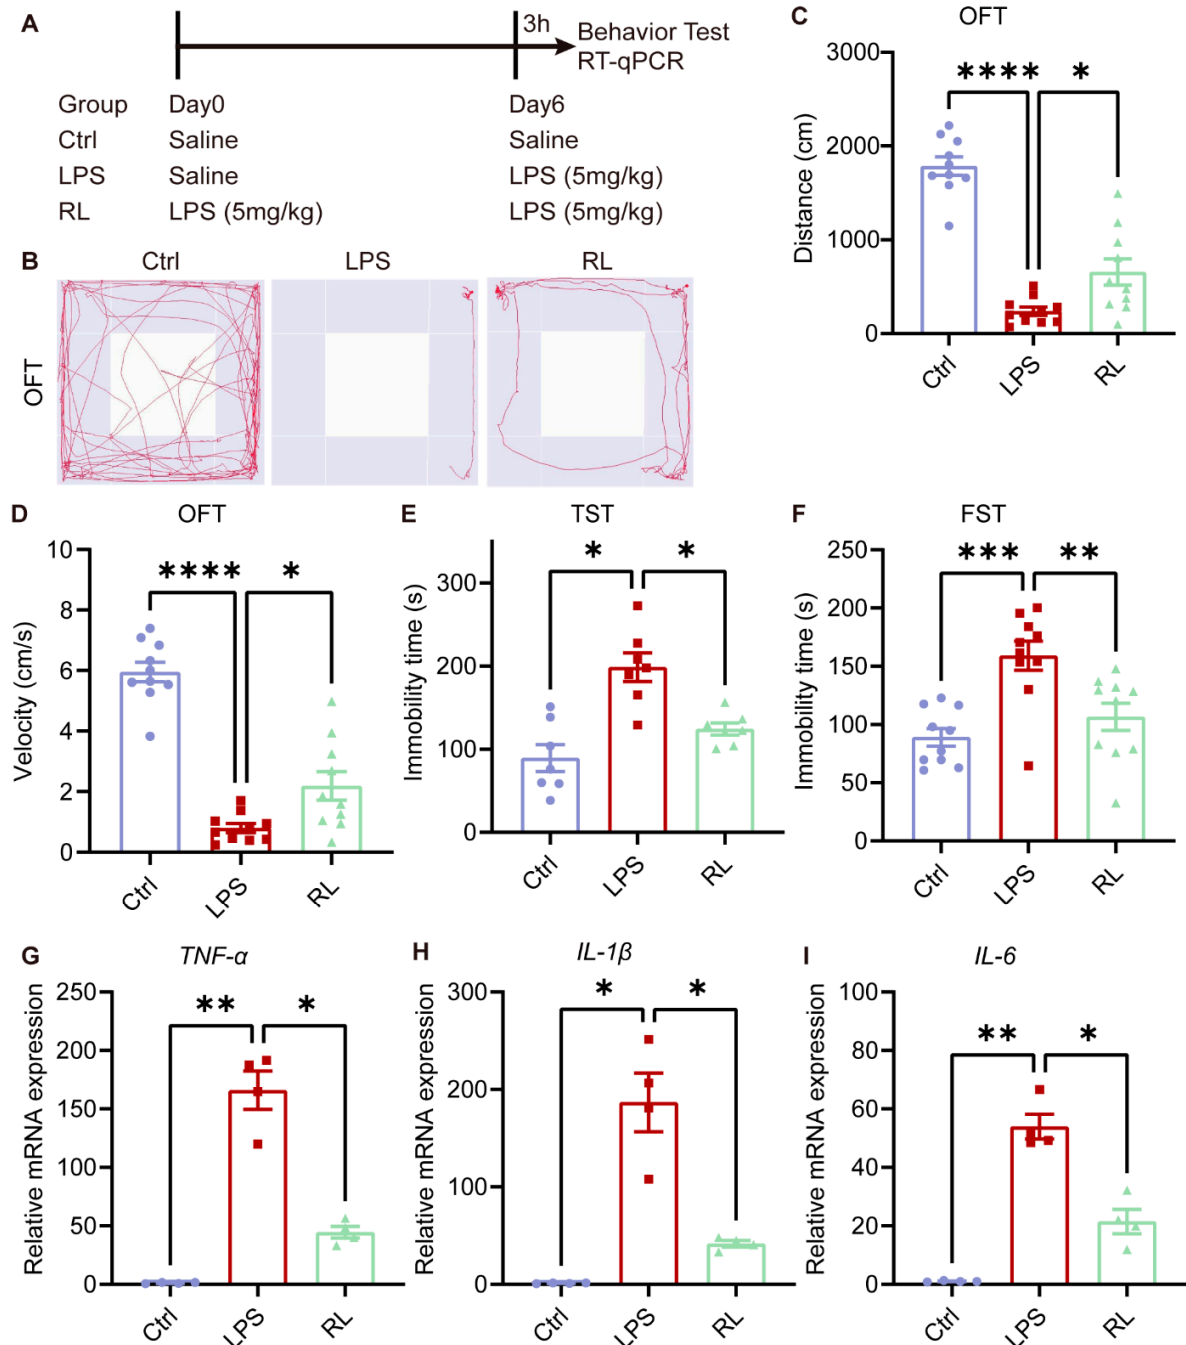 A
3h
Behavior Test
RT-qPCR
Group Day0 Day6
Ctrl Saline Saline
LPS Saline LPS (5mg/kg)
RL LPS (5mg/kg) LPS (5mg/kg)
B
Ctrl LPS RL
OFT
C
OFT
Distance (cm)
3000
2000
1000
0
**** *
Ctrl LPS RL
D
OFT
Velocity (cm/s)
10
8
6
4
2
0
**** *
Ctrl LPS RL
E
TST
Immobility time (s)
300
200
100
0
* *
Ctrl LPS RL
F
FST
Immobility time (s)
250
200
150
100
50
0
*** **
Ctrl LPS RL
G
TNF-α
Relative mRNA expression
250
200
150
100
50
0
** *
Ctrl LPS RL
H
IL-1β
Relative mRNA expression
300
200
100
0
* *
Ctrl LPS RL
I
IL-6
Relative mRNA expression
100
80
60
40
20
0
** *
Ctrl LPS RL